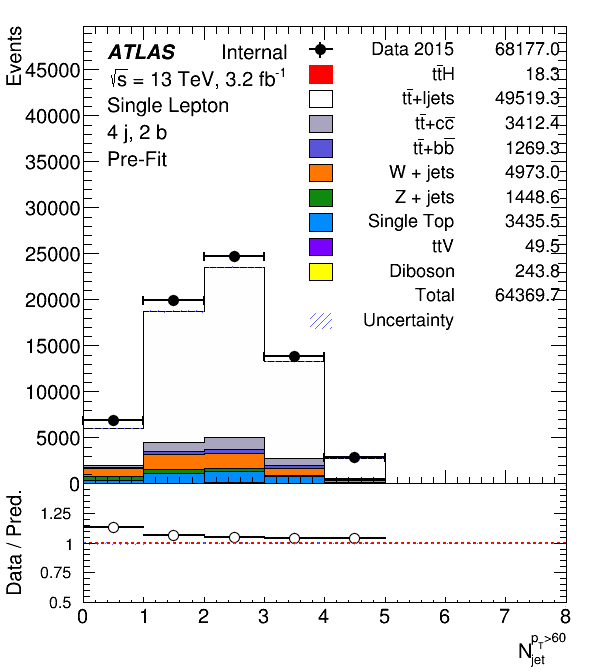 Events
ATLAS Internal
√s = 13 TeV, 3.2 fb⁻¹
Single Lepton
4 j, 2 b
Pre-Fit
Data 2015 68177.0
tt̄H 18.3
tt̄+ljets 49519.3
tt̄+cc̄ 3412.4
tt̄+bb̄ 1269.3
W + jets 4973.0
Z + jets 1448.6
Single Top 3435.5
ttV 49.5
Diboson 243.8
Total 64369.7
Uncertainty
45000
40000
35000
30000
25000
20000
15000
10000
5000
0
Data / Pred.
1.25
1
0.75
0.5
0 1 2 3 4 5 6 7 8
N_jet^{p_T>60}